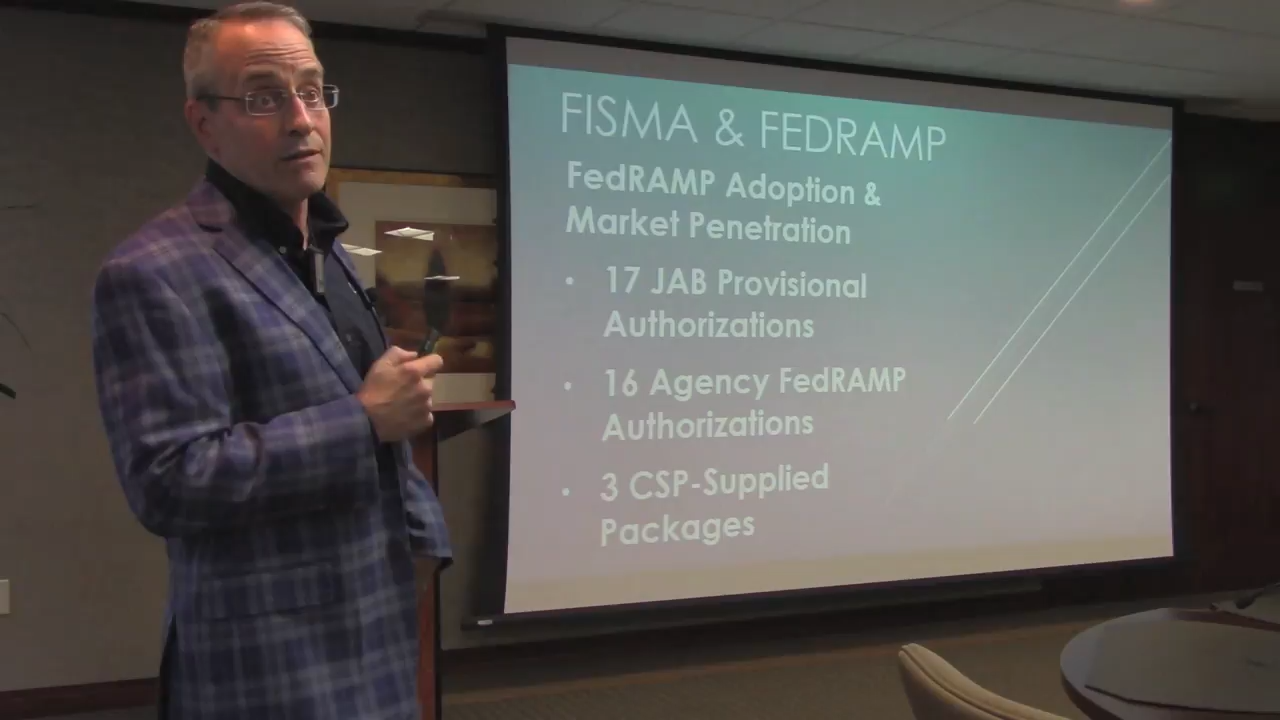 FISMA & FEDRAMP
FedRAMP Adoption &
Market Penetration
• 17 JAB Provisional
Authorizations
• 16 Agency FedRAMP
Authorizations
• 3 CSP-Supplied
Packages